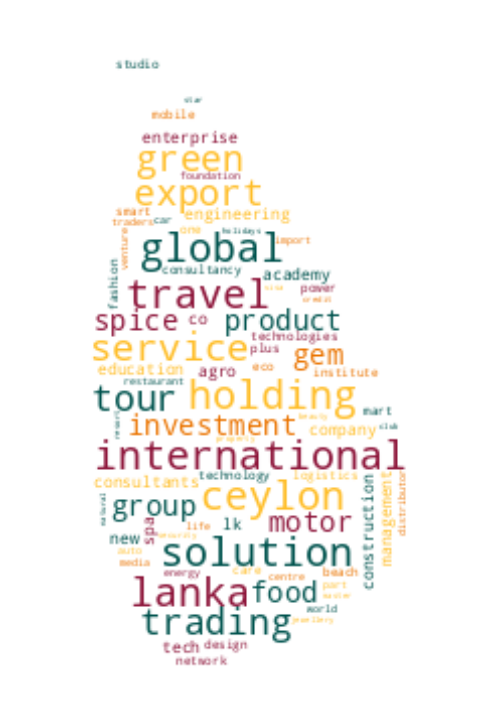 studio
star
mobile
enterprise
green
foundation
export
smart
traders car engineering
one holidays
venture
global import
consultancy
fashion academy
travel visa power
credit
spice co product
technologies
service plus gem
education agro eco institute
restaurant
tour holding mart
resort beauty club
investment company
property
international
technology logistics
consultants
ceylon
natural group construction management distributor
spa life lk motor
new security
auto solution
media
energy care centre beach
lanka food part
master
world
trading jewellery
tech design
network